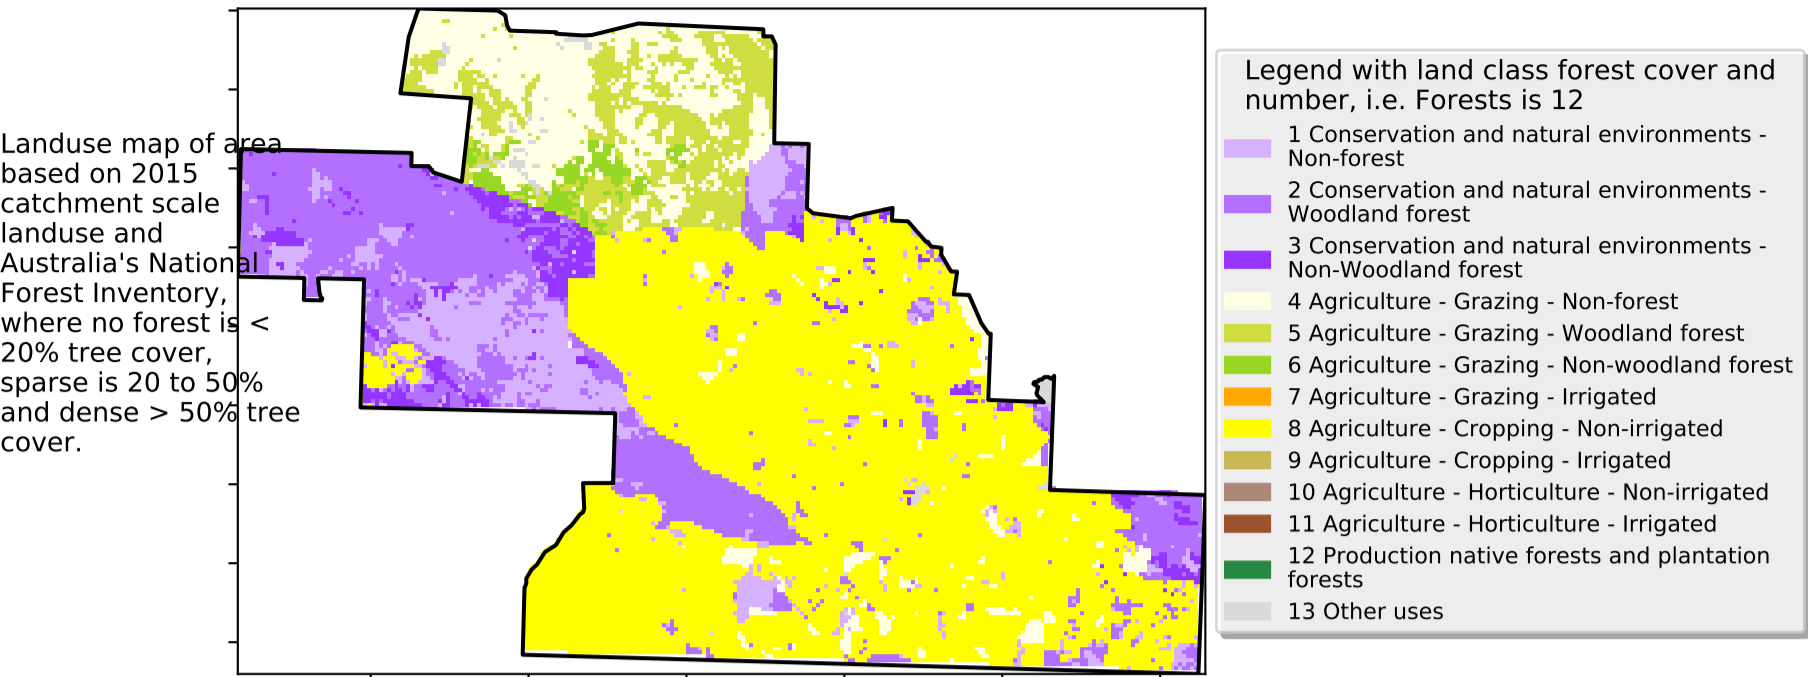 Landuse map of area
based on 2015
catchment scale
landuse and
Australia's National
Forest Inventory,
where no forest is <
20% tree cover,
sparse is 20 to 50%
and dense > 50% tree
cover.
Legend with land class forest cover and
number, i.e. Forests is 12
1 Conservation and natural environments -
Non-forest
2 Conservation and natural environments -
Woodland forest
3 Conservation and natural environments -
Non-Woodland forest
4 Agriculture - Grazing - Non-forest
5 Agriculture - Grazing - Woodland forest
6 Agriculture - Grazing - Non-woodland forest
7 Agriculture - Grazing - Irrigated
8 Agriculture - Cropping - Non-irrigated
9 Agriculture - Cropping - Irrigated
10 Agriculture - Horticulture - Non-irrigated
11 Agriculture - Horticulture - Irrigated
12 Production native forests and plantation
forests
13 Other uses